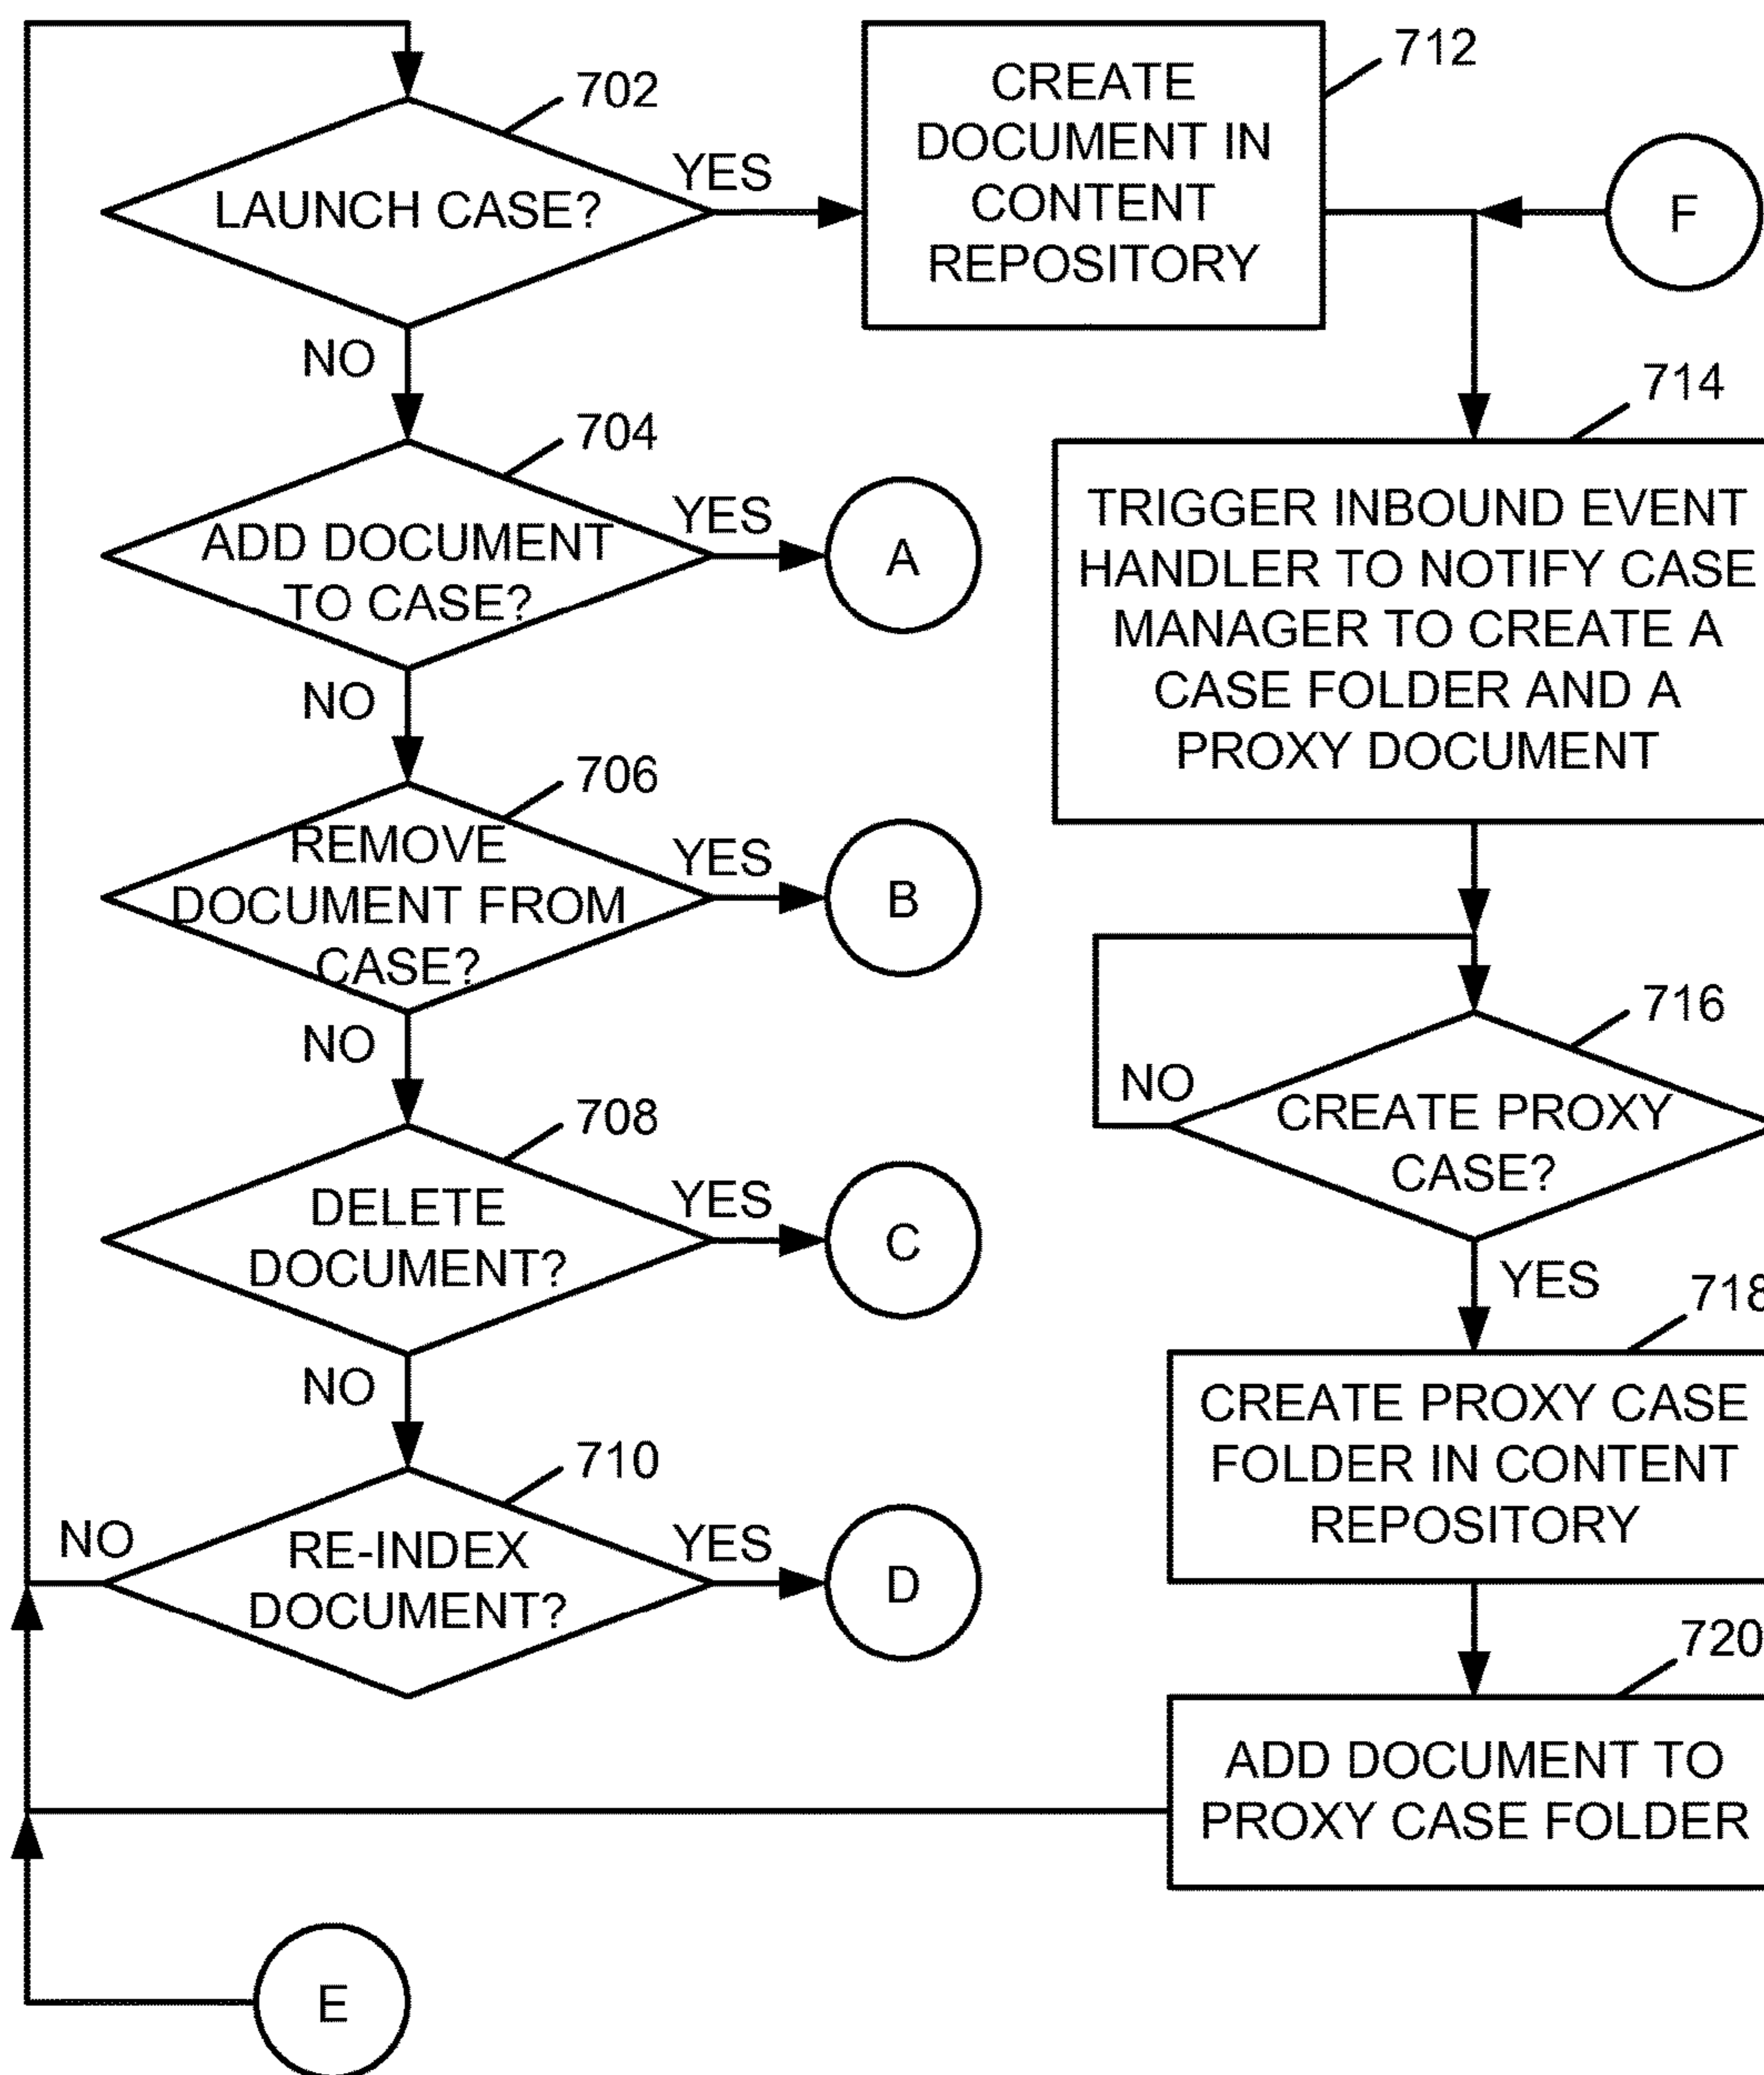 702
LAUNCH CASE?
YES
NO
712
CREATE
DOCUMENT IN
CONTENT
REPOSITORY
F
704
ADD DOCUMENT
TO CASE?
YES
A
NO
714
TRIGGER INBOUND EVENT
HANDLER TO NOTIFY CASE
MANAGER TO CREATE A
CASE FOLDER AND A
PROXY DOCUMENT
706
REMOVE
DOCUMENT FROM
CASE?
YES
B
NO
716
CREATE PROXY
CASE?
NO
YES
708
DELETE
DOCUMENT?
YES
C
NO
718
CREATE PROXY CASE
FOLDER IN CONTENT
REPOSITORY
710
RE-INDEX
DOCUMENT?
NO
YES
D
720
ADD DOCUMENT TO
PROXY CASE FOLDER
E